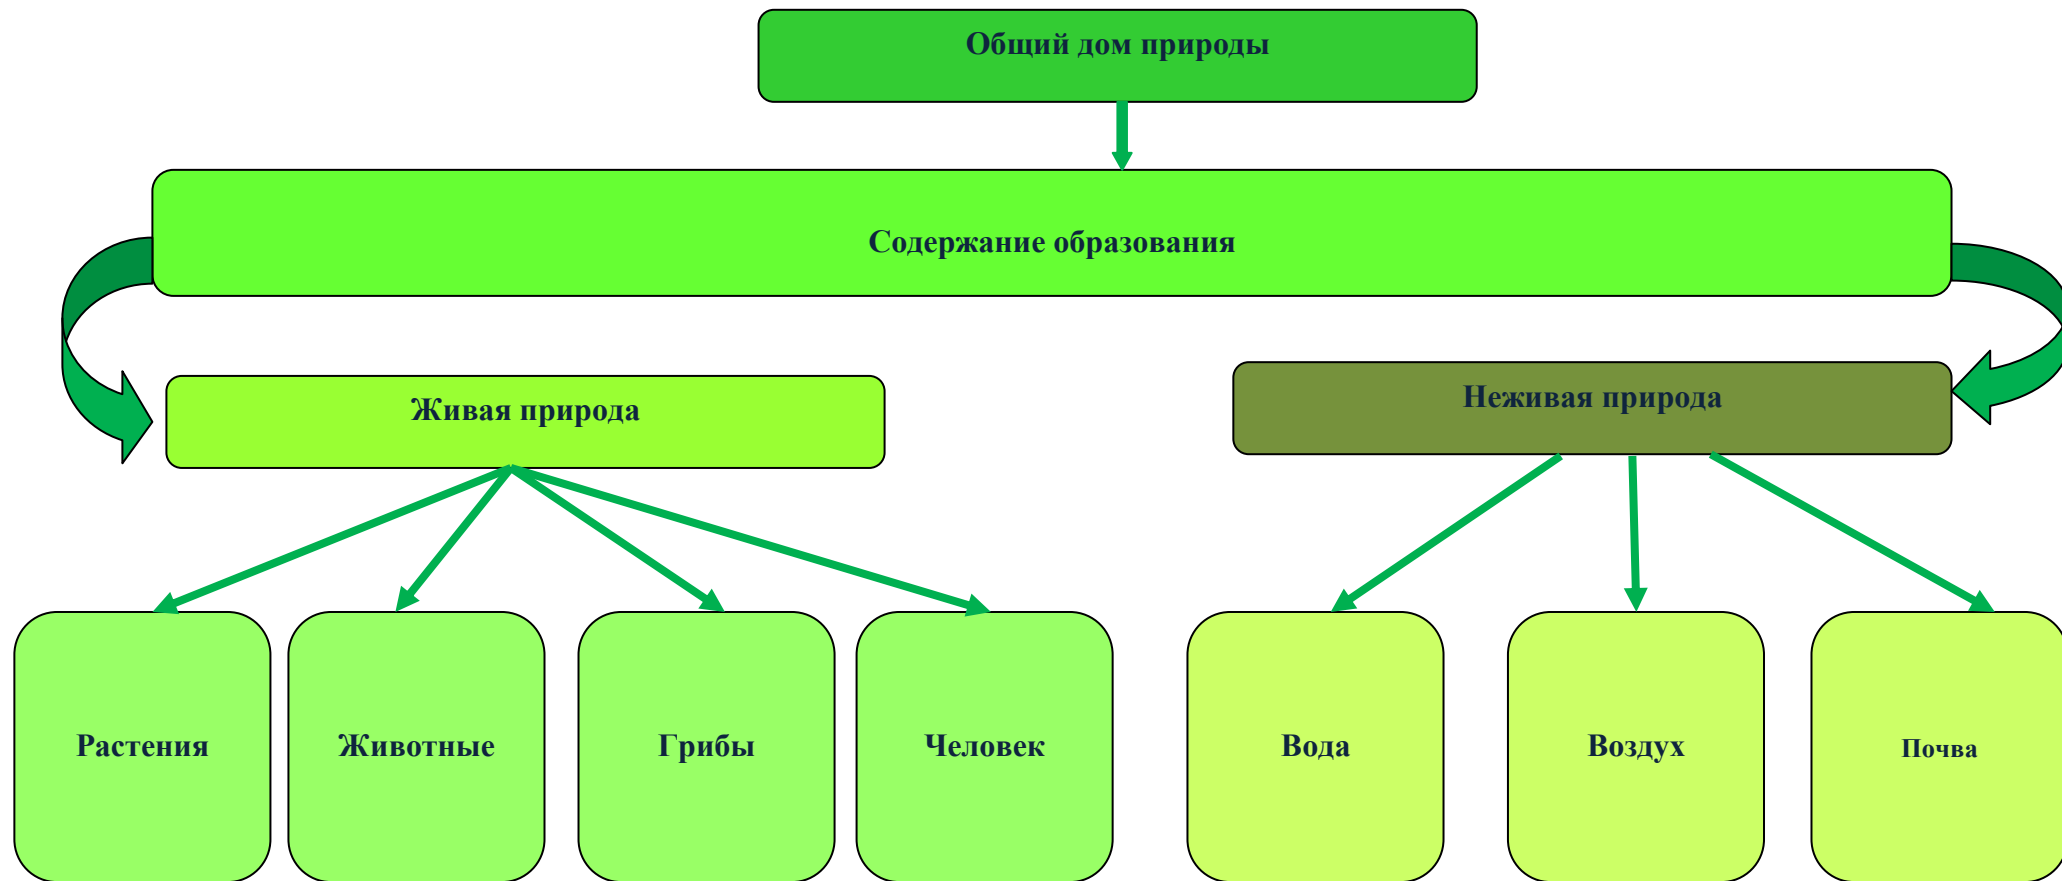 Общий дом природы
Содержание образования
Живая природа
Неживая природа
Растения
Животные
Грибы
Человек
Вода
Воздух
Почва